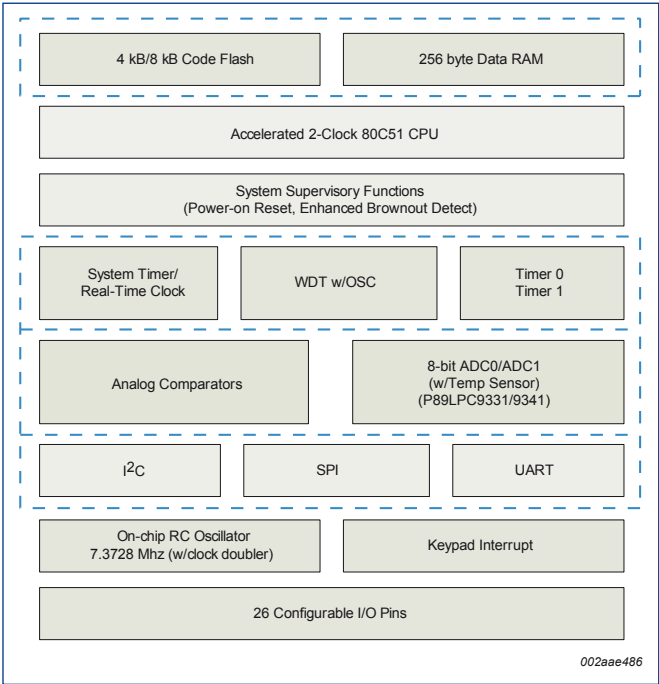 4 kB/8 kB Code Flash
256 byte Data RAM
Accelerated 2-Clock 80C51 CPU
System Supervisory Functions
(Power-on Reset, Enhanced Brownout Detect)
System Timer/
Real-Time Clock
WDT w/OSC
Timer 0
Timer 1
Analog Comparators
8-bit ADC0/ADC1
(w/Temp Sensor)
(P89LPC9331/9341)
I²C
SPI
UART
On-chip RC Oscillator
7.3728 Mhz (w/clock doubler)
Keypad Interrupt
26 Configurable I/O Pins
002aae486